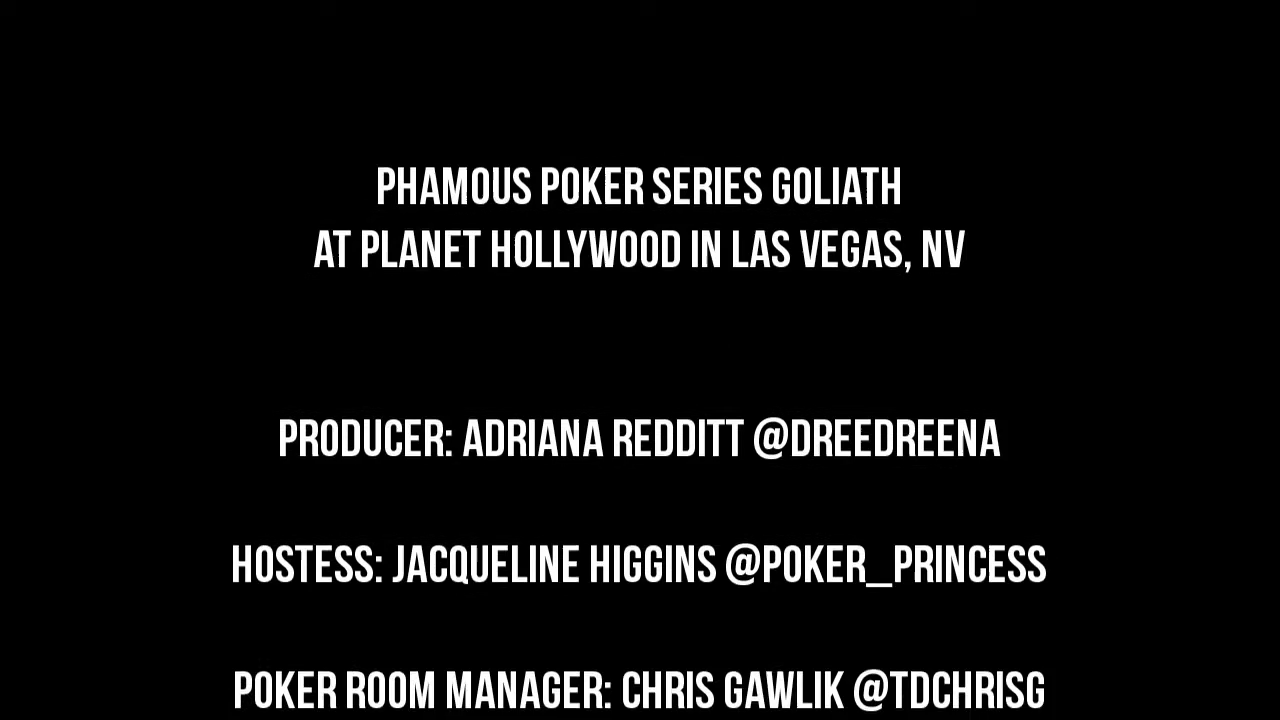 PHAMOUS POKER SERIES GOLIATH
AT PLANET HOLLYWOOD IN LAS VEGAS, NV
PRODUCER: ADRIANA REDDITT @DREEDREENA
HOSTESS: JACQUELINE HIGGINS @POKER_PRINCESS
POKER ROOM MANAGER: CHRIS GAWLIK @TDCHRISG